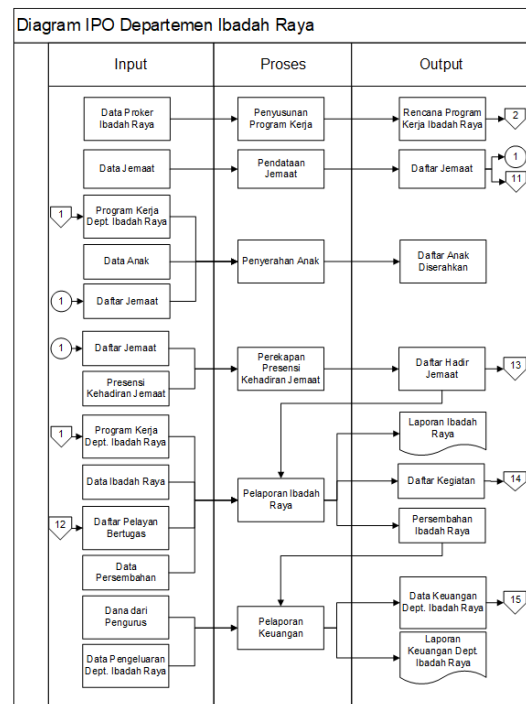 Diagram IPO Departemen Ibadah Raya
Input
Proses
Output
Data Proker
Ibadah Raya
Penyusunan
Program Kerja
Rencana Program
Kerja Ibadah Raya
2
Data Jemaat
Pendataan
Jemaat
Daftar Jemaat
1
11
1
Program Kerja
Dept. Ibadah Raya
Data Anak
Penyerahan Anak
Daftar Anak
Diserahkan
1
Daftar Jemaat
1
Daftar Jemaat
Presensi
Kehadiran Jemaat
Perekapan
Presensi
Kehadiran Jemaat
Daftar Hadir
Jemaat
13
1
Program Kerja
Dept. Ibadah Raya
Data Ibadah Raya
12
Daftar Pelayan
Bertugas
Data
Persembahan
Pelaporan Ibadah
Raya
Laporan Ibadah
Raya
Daftar Kegiatan
14
Persembahan
Ibadah Raya
Dana dari
Pengurus
Data Pengeluaran
Dept. Ibadah Raya
Pelaporan
Keuangan
Data Keuangan
Dept. Ibadah Raya
15
Laporan
Keuangan Dept.
Ibadah Raya